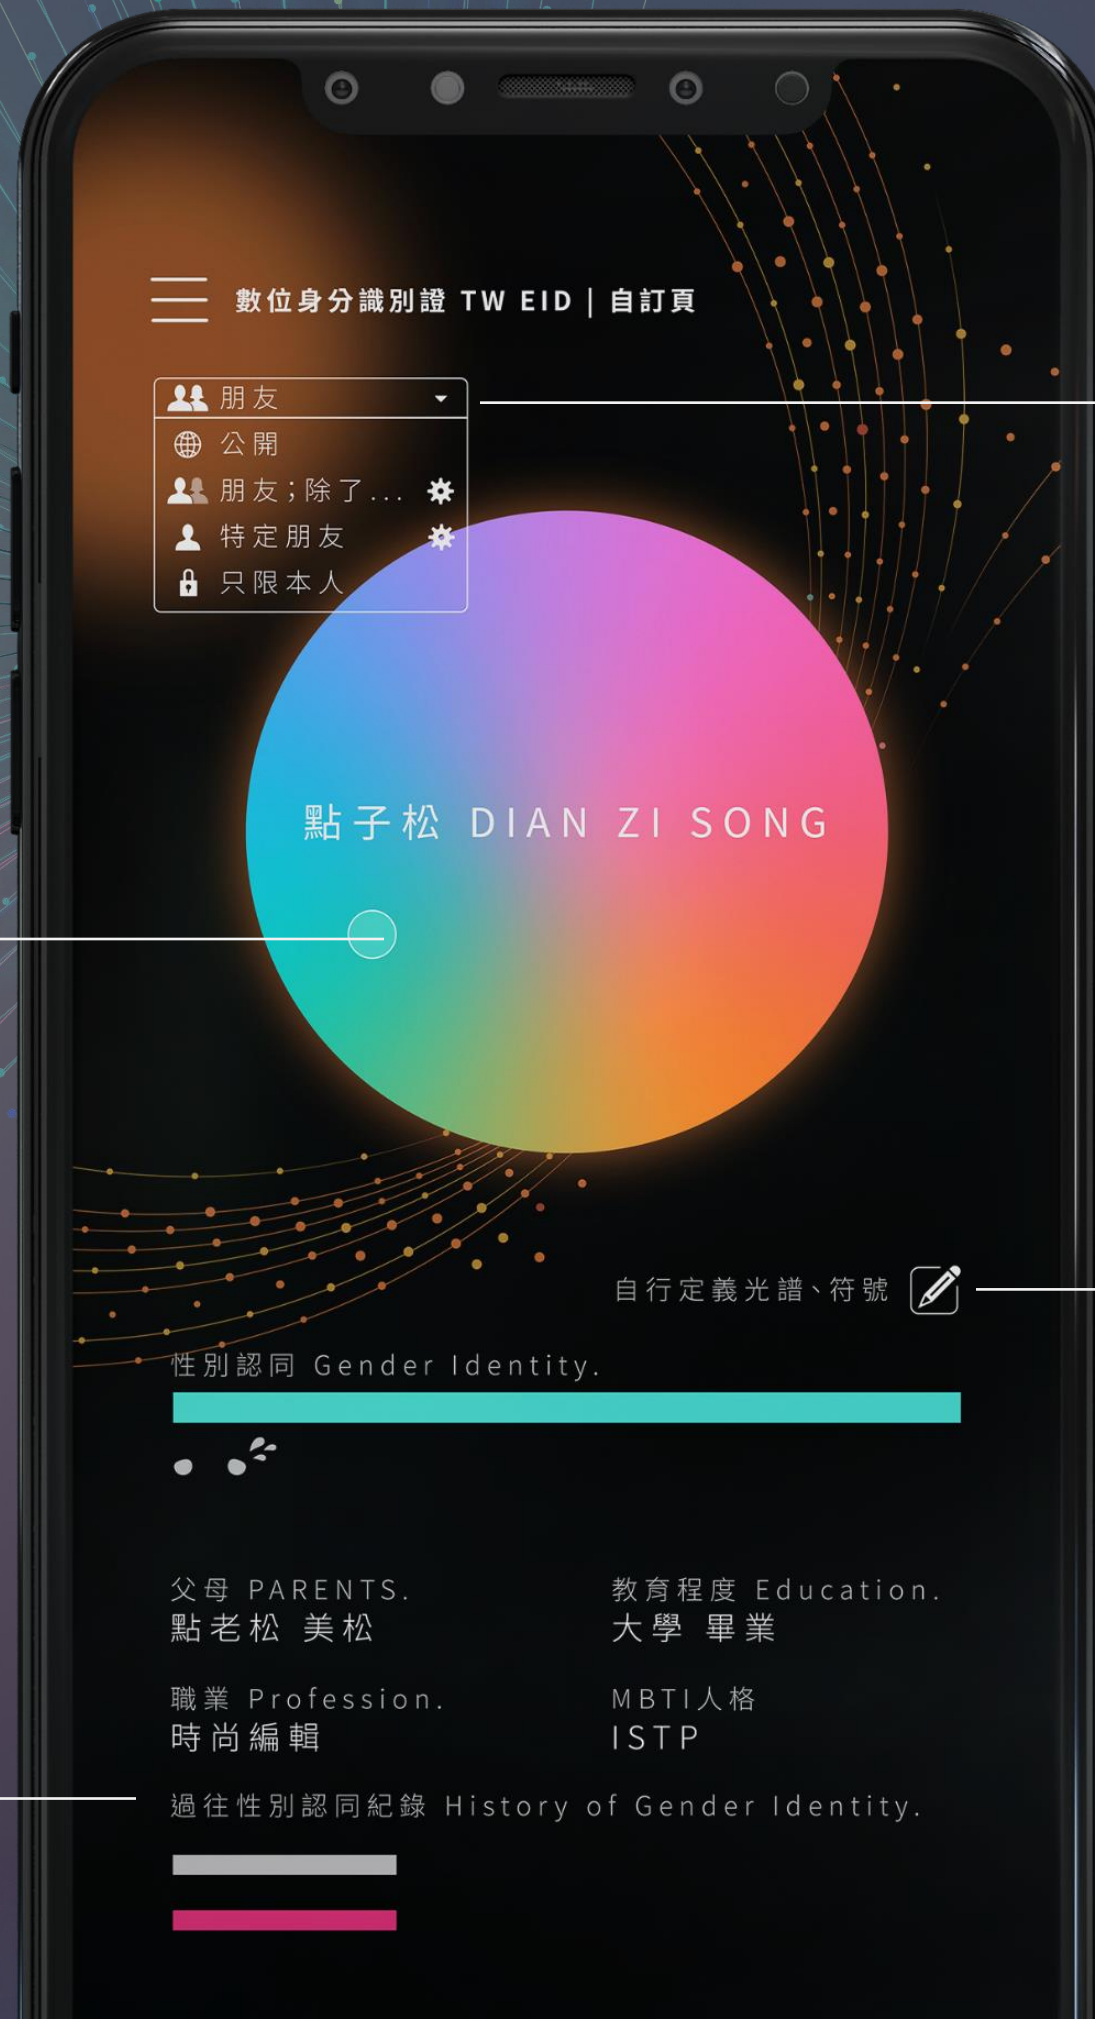 數位身分識別證 TW EID | 自訂頁
朋友
公開
朋友;除了...
特定朋友
只限本人
點子松 DIAN ZI SONG
自行定義光譜、符號
性別認同 Gender Identity.
父母 PARENTS.
點老松 美松
教育程度 Education.
大學 畢業
職業 Profession.
時尚編輯
MBTI人格
ISTP
過往性別認同紀錄 History of Gender Identity.